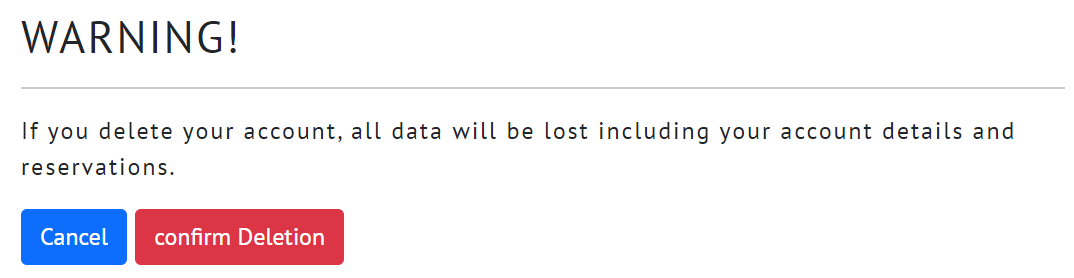 WARNING!
If you delete your account, all data will be lost including your account details and
reservations.
Cancel confirm Deletion